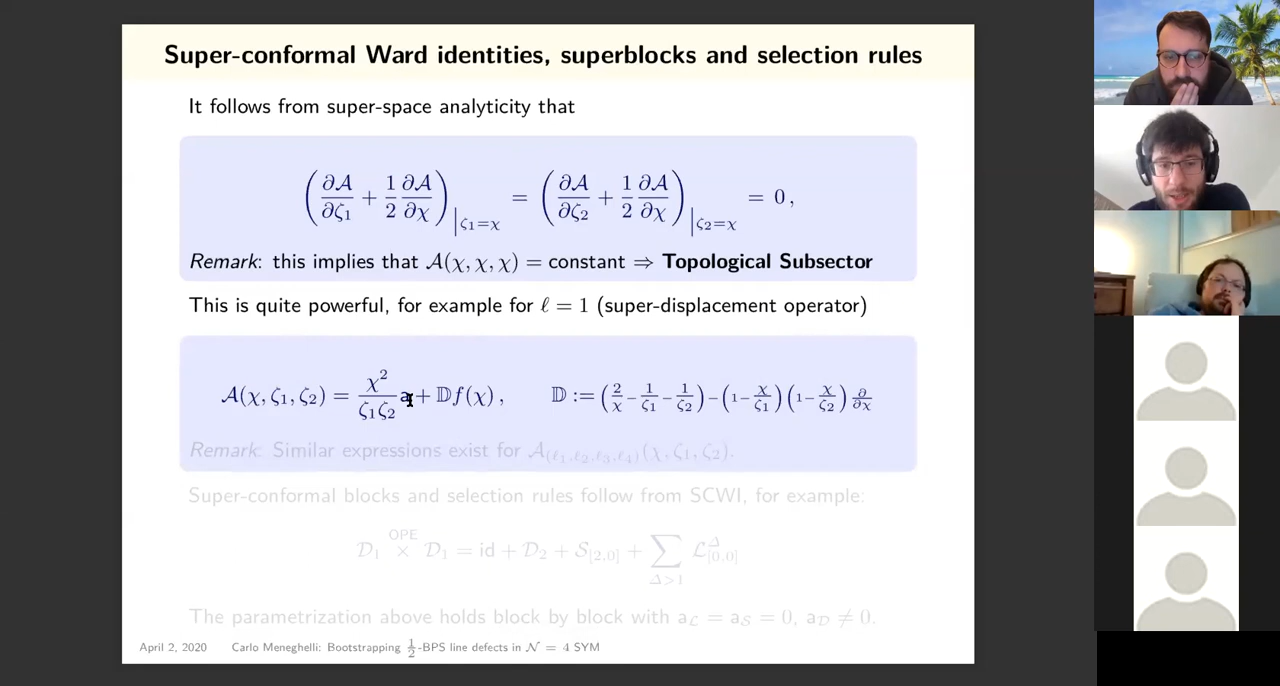 Super-conformal Ward identities, superblocks and selection rules
It follows from super-space analyticity that
(∂𝒜/∂ζ₁ + 1/2 ∂𝒜/∂χ)|ζ₁=χ = (∂𝒜/∂ζ₂ + 1/2 ∂𝒜/∂χ)|ζ₂=χ = 0 ,
Remark: this implies that 𝒜(χ, χ, χ) = constant ⇒ Topological Subsector
This is quite powerful, for example for ℓ = 1 (super-displacement operator)
𝒜(χ, ζ₁, ζ₂) = χ²/ζ₁ζ₂ a + 𝔻f(χ) , 𝔻 := (2/χ − 1/ζ₁ − 1/ζ₂) − (1 − χ/ζ₁)(1 − χ/ζ₂) ∂/∂χ
Remark: Similar expressions exist for 𝒜(ℓ₁,ℓ₂,ℓ₃,ℓ₄)(χ, ζ₁, ζ₂).
Super-conformal blocks and selection rules follow from SCWI, for example:
𝒟₁ OPE × 𝒟₁ = id + 𝒟₂ + 𝒮[2,0] + ∑Δ>1 ℒ^Δ[0,0]
The parametrization above holds block by block with aℒ = a𝒮 = 0, a𝒟 ≠ 0.
April 2, 2020 Carlo Meneghelli: Bootstrapping 1/2-BPS line defects in 𝒩 = 4 SYM